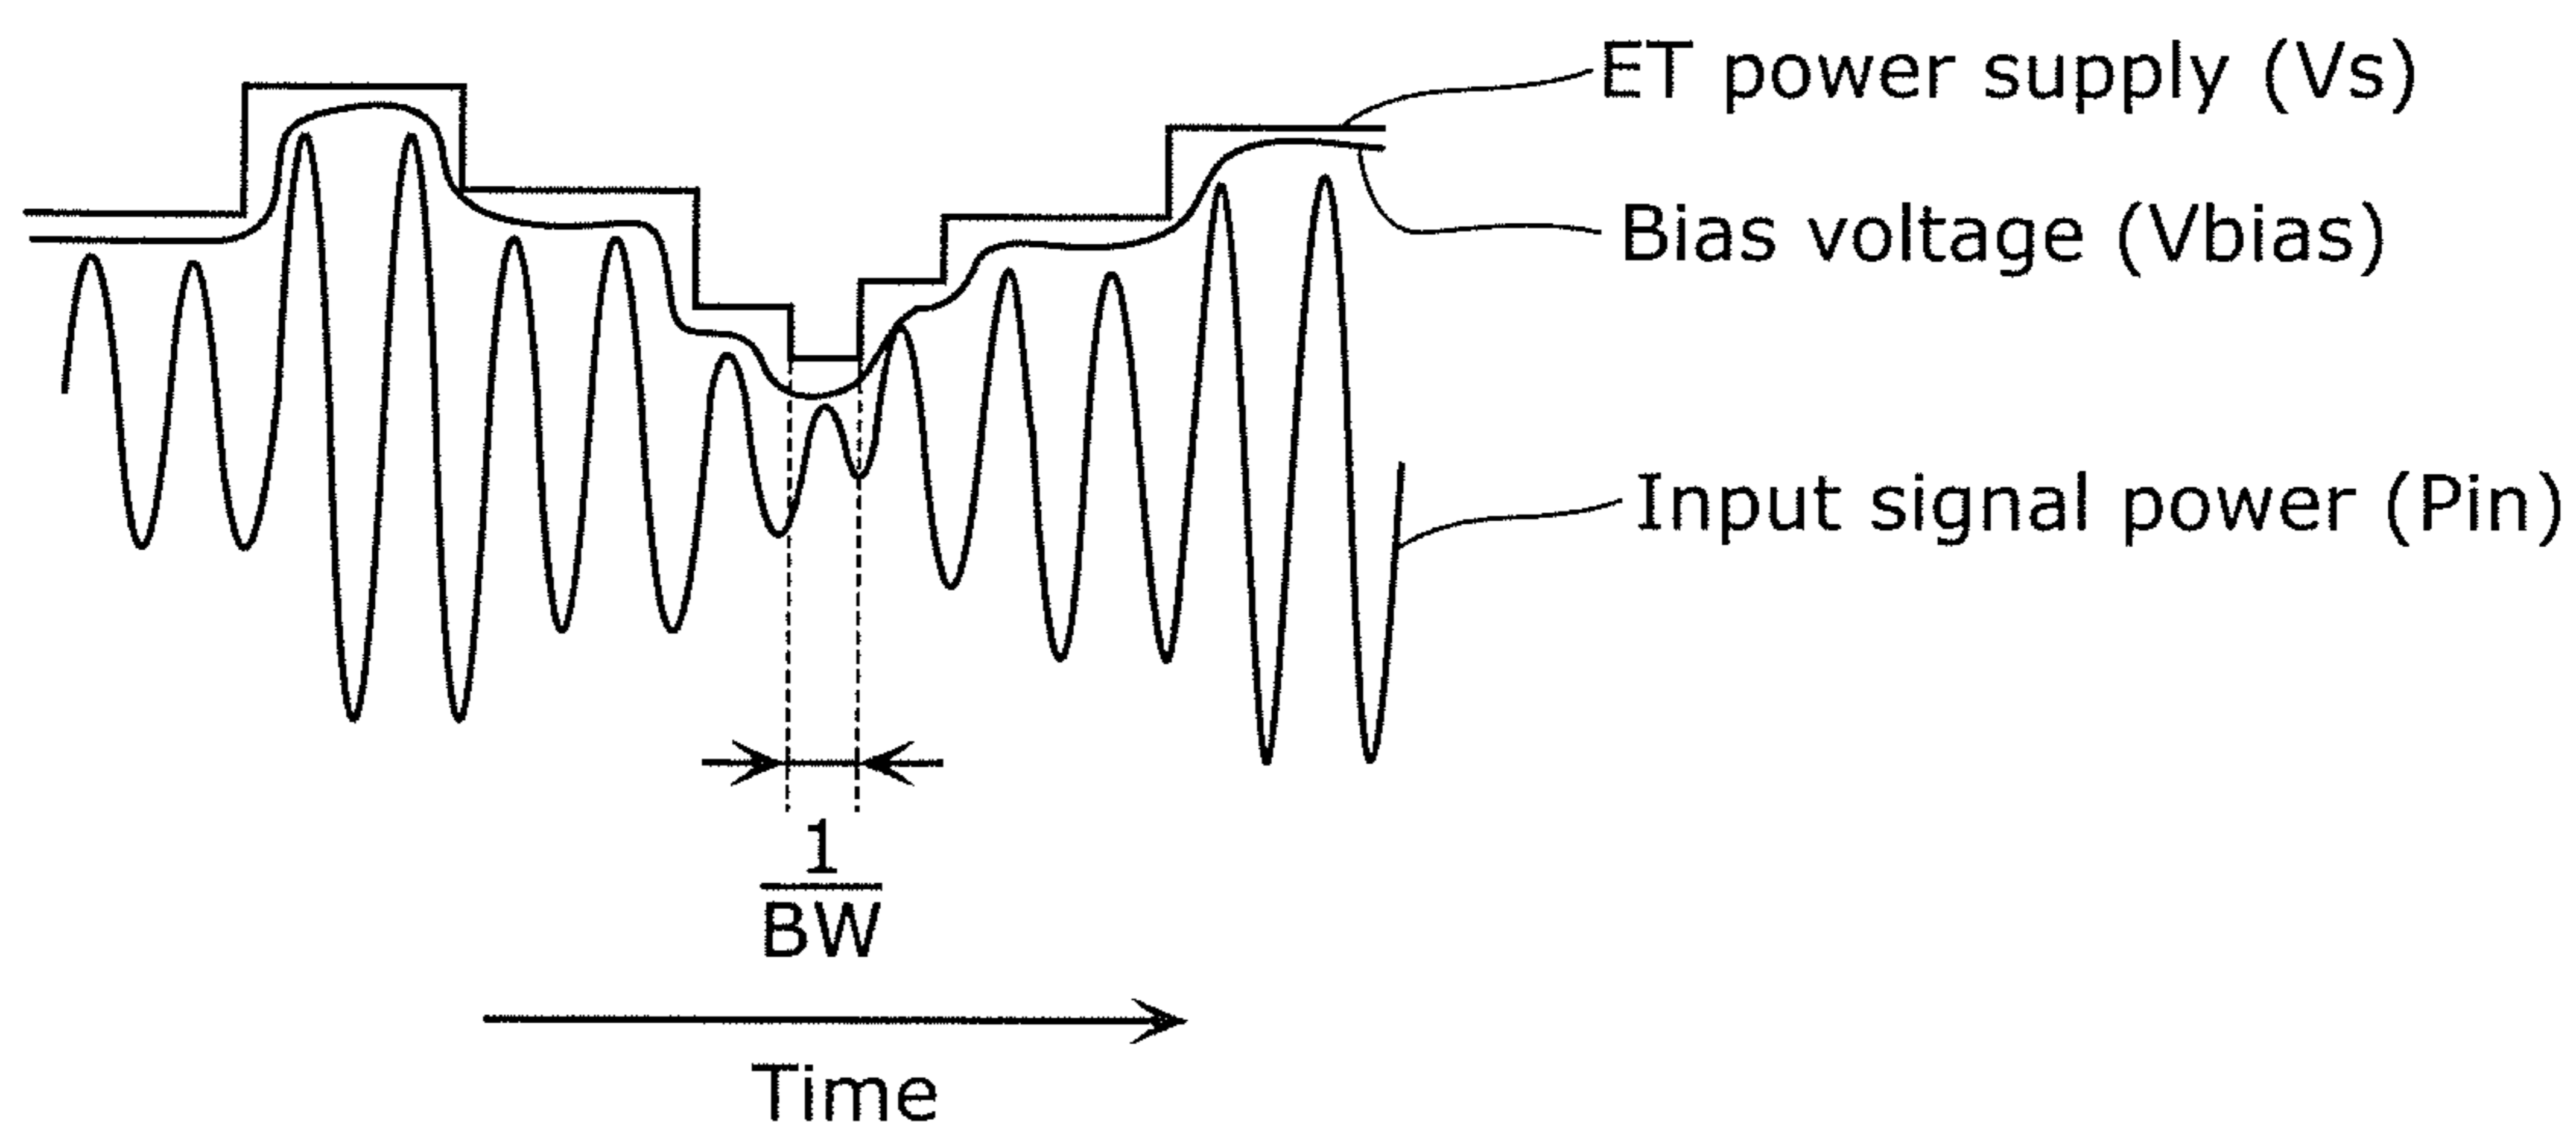 ET power supply (Vs)
Bias voltage (Vbias)
Input signal power (Pin)
1
BW
Time